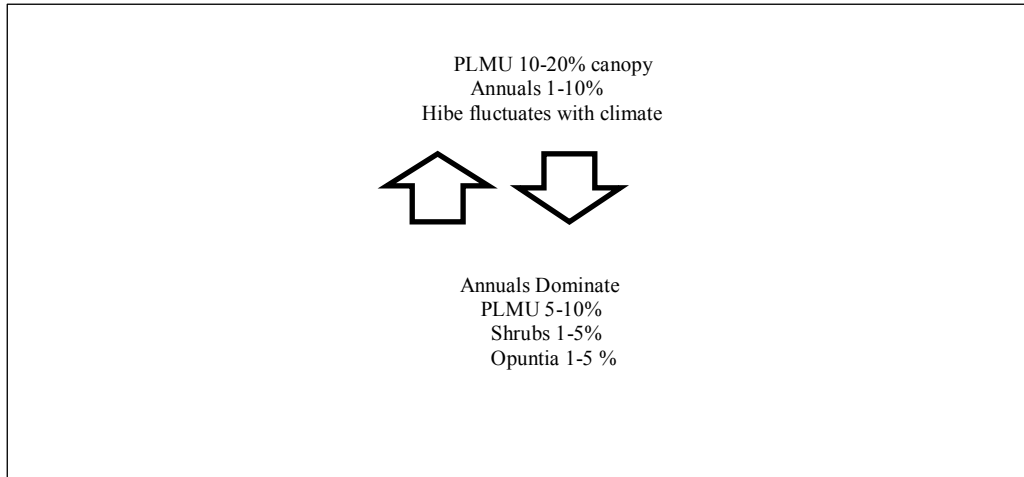 PLMU 10-20% canopy
Annuals 1-10%
Hibe fluctuates with climate
Annuals Dominate
PLMU 5-10%
Shrubs 1-5%
Opuntia 1-5 %